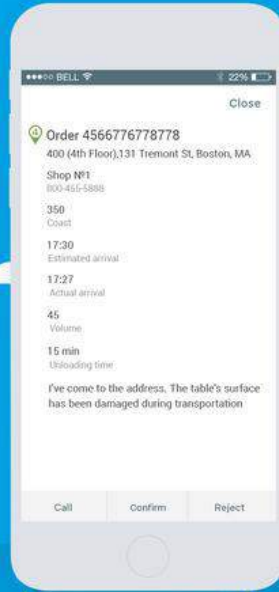 BELL 22%
Close
4 Order 4566776778778
400 (4th Floor),131 Tremont St, Boston, MA
Shop №1
800-455-5888
350
Coast
17:30
Estimated arrival
17:27
Actual arrival
45
Volume
15 min
Unloading time
I've come to the address. The table's surface
has been damaged during transportation
Call Confirm Reject